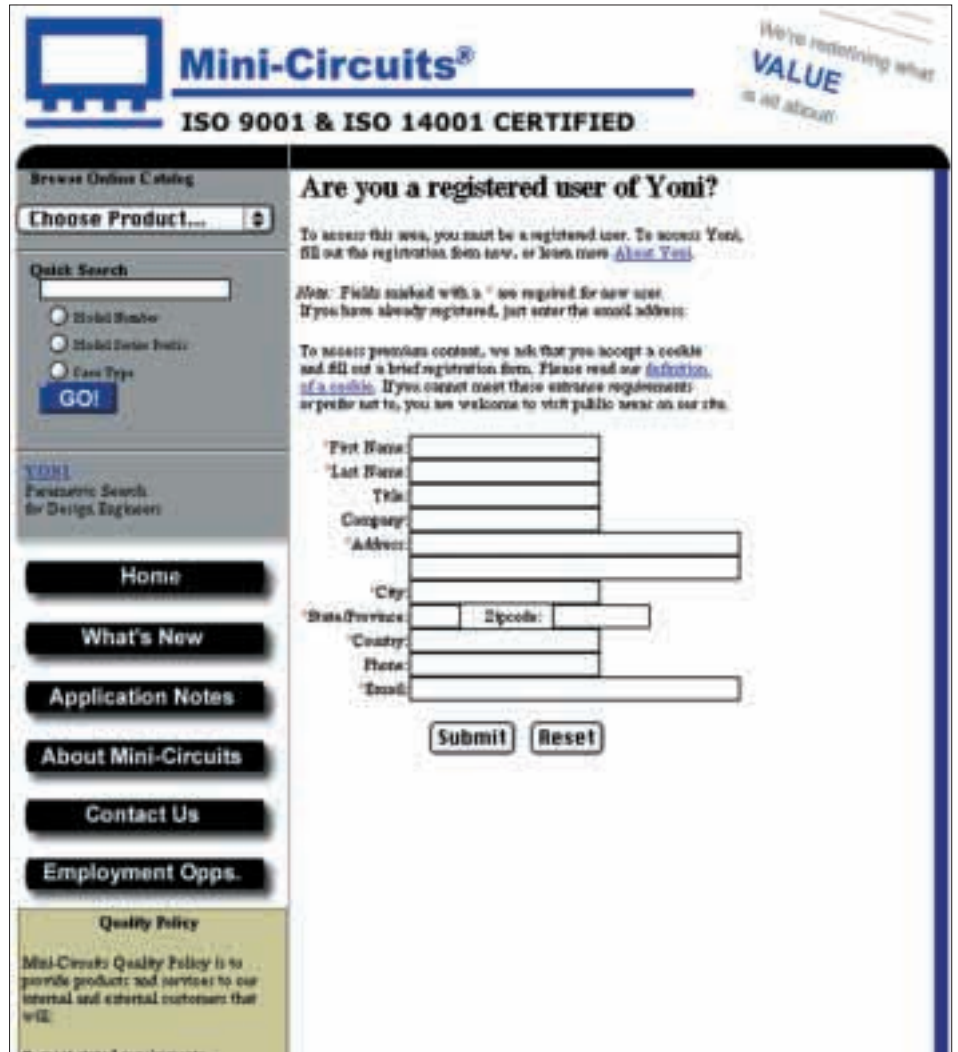 Mini-Circuits®
ISO 9001 & ISO 14001 CERTIFIED
We're redefining what
VALUE
is all about!
Browse Online Catalog
Choose Product...
Quick Search
Model Number
Model Series Prefix
Case Type
GO!
YONI
Parametric Search
for Design Engineers
Home
What's New
Application Notes
About Mini-Circuits
Contact Us
Employment Opps.
Quality Policy
Mini-Circuits Quality Policy is to
provide products and services to our
internal and external customers that
will:
Are you a registered user of Yoni?
To access this area, you must be a registered user. To access Yoni,
fill out the registration form now, or learn more About Yoni.
Note: Fields marked with a * are required for new user.
If you have already registered, just enter the email address:
To access premium content, we ask that you accept a cookie
and fill out a brief registration form. Please read our definition
of a cookie. If you cannot meet these entrance requirements
or prefer not to, you are welcome to visit public areas on our site.
*First Name:
*Last Name:
Title:
Company:
*Address:
*City:
*State/Province: Zipcode:
*Country:
Phone:
*Email:
Submit Reset